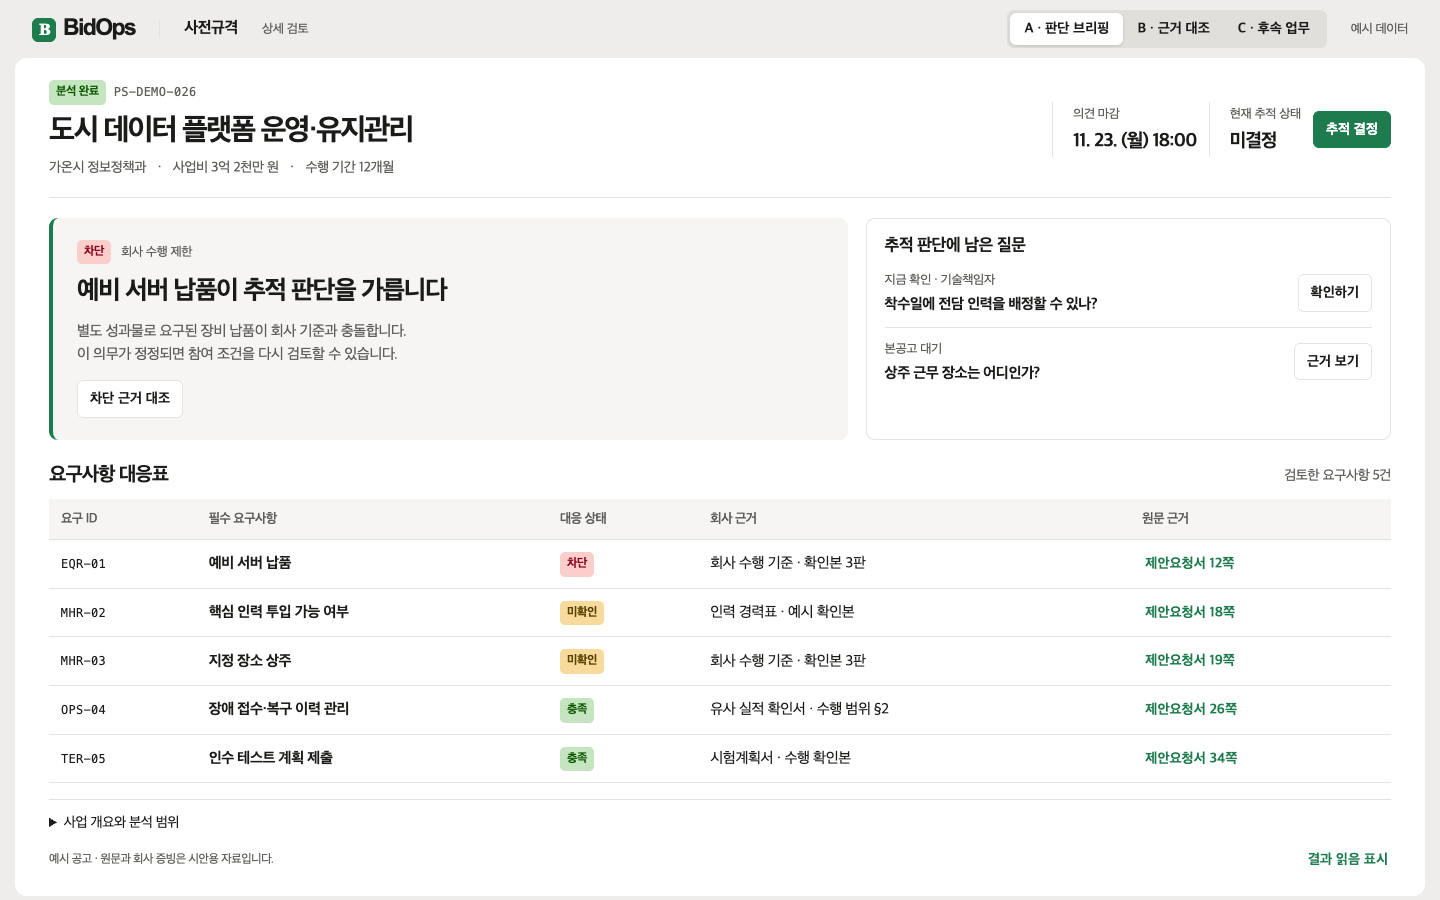 B BidOps
사전규격
상세 검토
A · 판단 브리핑
B · 근거 대조
C · 후속 업무
예시 데이터
분석 완료
PS-DEMO-026
도시 데이터 플랫폼 운영·유지관리
가온시 정보정책과 · 사업비 3억 2천만 원 · 수행 기간 12개월
의견 마감
11. 23. (월) 18:00
현재 추적 상태
미결정
추적 결정
차단
회사 수행 제한
예비 서버 납품이 추적 판단을 가릅니다
별도 성과물로 요구된 장비 납품이 회사 기준과 충돌합니다.
이 의무가 정정되면 참여 조건을 다시 검토할 수 있습니다.
차단 근거 대조
추적 판단에 남은 질문
지금 확인 · 기술책임자
착수일에 전담 인력을 배정할 수 있나?
확인하기
본공고 대기
상주 근무 장소는 어디인가?
근거 보기
요구사항 대응표
검토한 요구사항 5건
요구 ID 필수 요구사항 대응 상태 회사 근거 원문 근거
EQR-01 예비 서버 납품 차단 회사 수행 기준 · 확인본 3판 제안요청서 12쪽
MHR-02 핵심 인력 투입 가능 여부 미확인 인력 경력표 · 예시 확인본 제안요청서 18쪽
MHR-03 지정 장소 상주 미확인 회사 수행 기준 · 확인본 3판 제안요청서 19쪽
OPS-04 장애 접수·복구 이력 관리 충족 유사 실적 확인서 · 수행 범위 §2 제안요청서 26쪽
TER-05 인수 테스트 계획 제출 충족 시험계획서 · 수행 확인본 제안요청서 34쪽
▶ 사업 개요와 분석 범위
예시 공고 · 원문과 회사 증빙은 시안용 자료입니다.
결과 읽음 표시